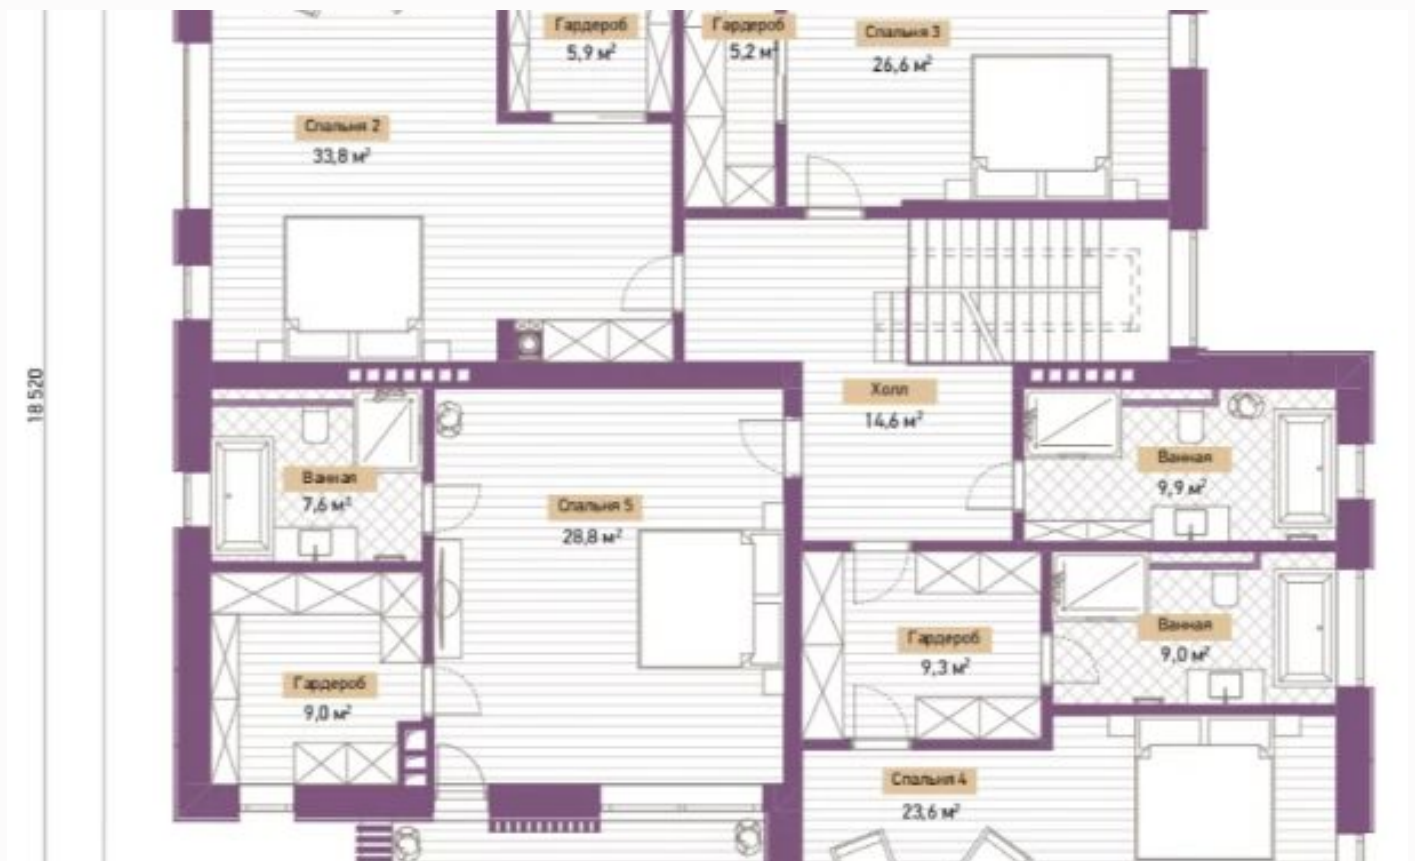 Гардероб
5,9 м²
Гардероб
5,2 м²
Спальня 3
26,6 м²
Спальня 2
33,8 м²
18 520
Холл
14,6 м²
Ванная
7,6 м²
Спальня 5
28,8 м²
Ванная
9,9 м²
Гардероб
9,3 м²
Ванная
9,0 м²
Гардероб
9,0 м²
Спальня 4
23,6 м²